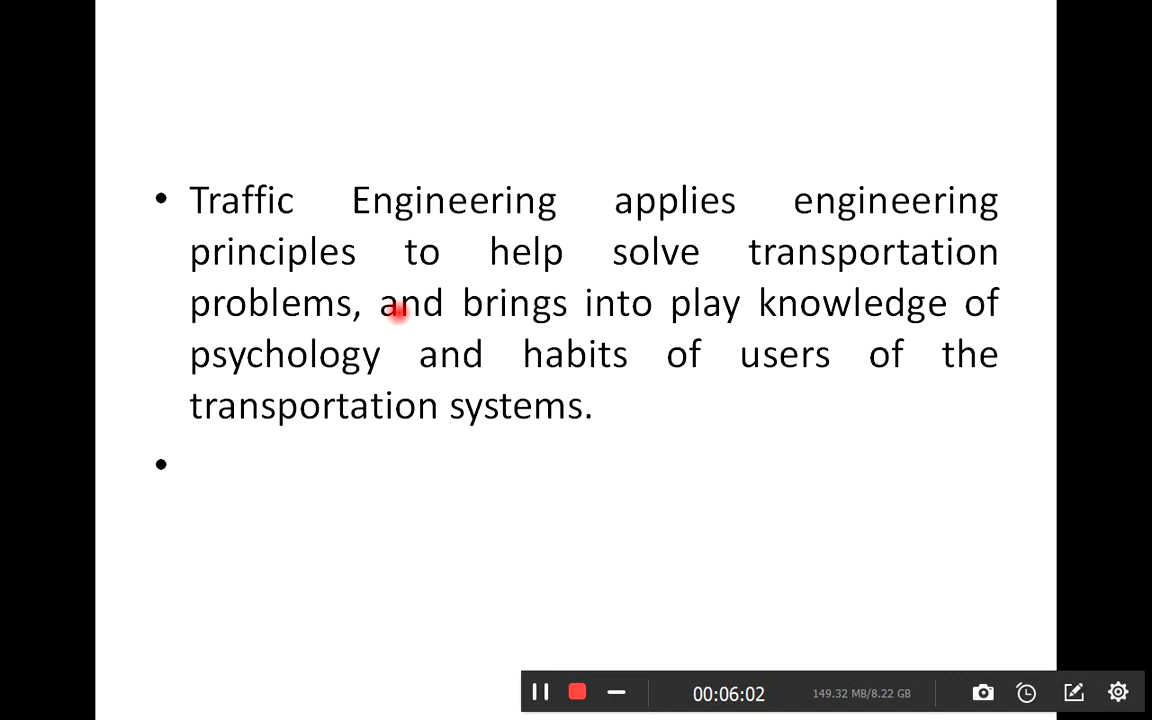 • Traffic Engineering applies engineering
principles to help solve transportation
problems, and brings into play knowledge of
psychology and habits of users of the
transportation systems.
•
00:06:02 149.32 MB/8.22 GB